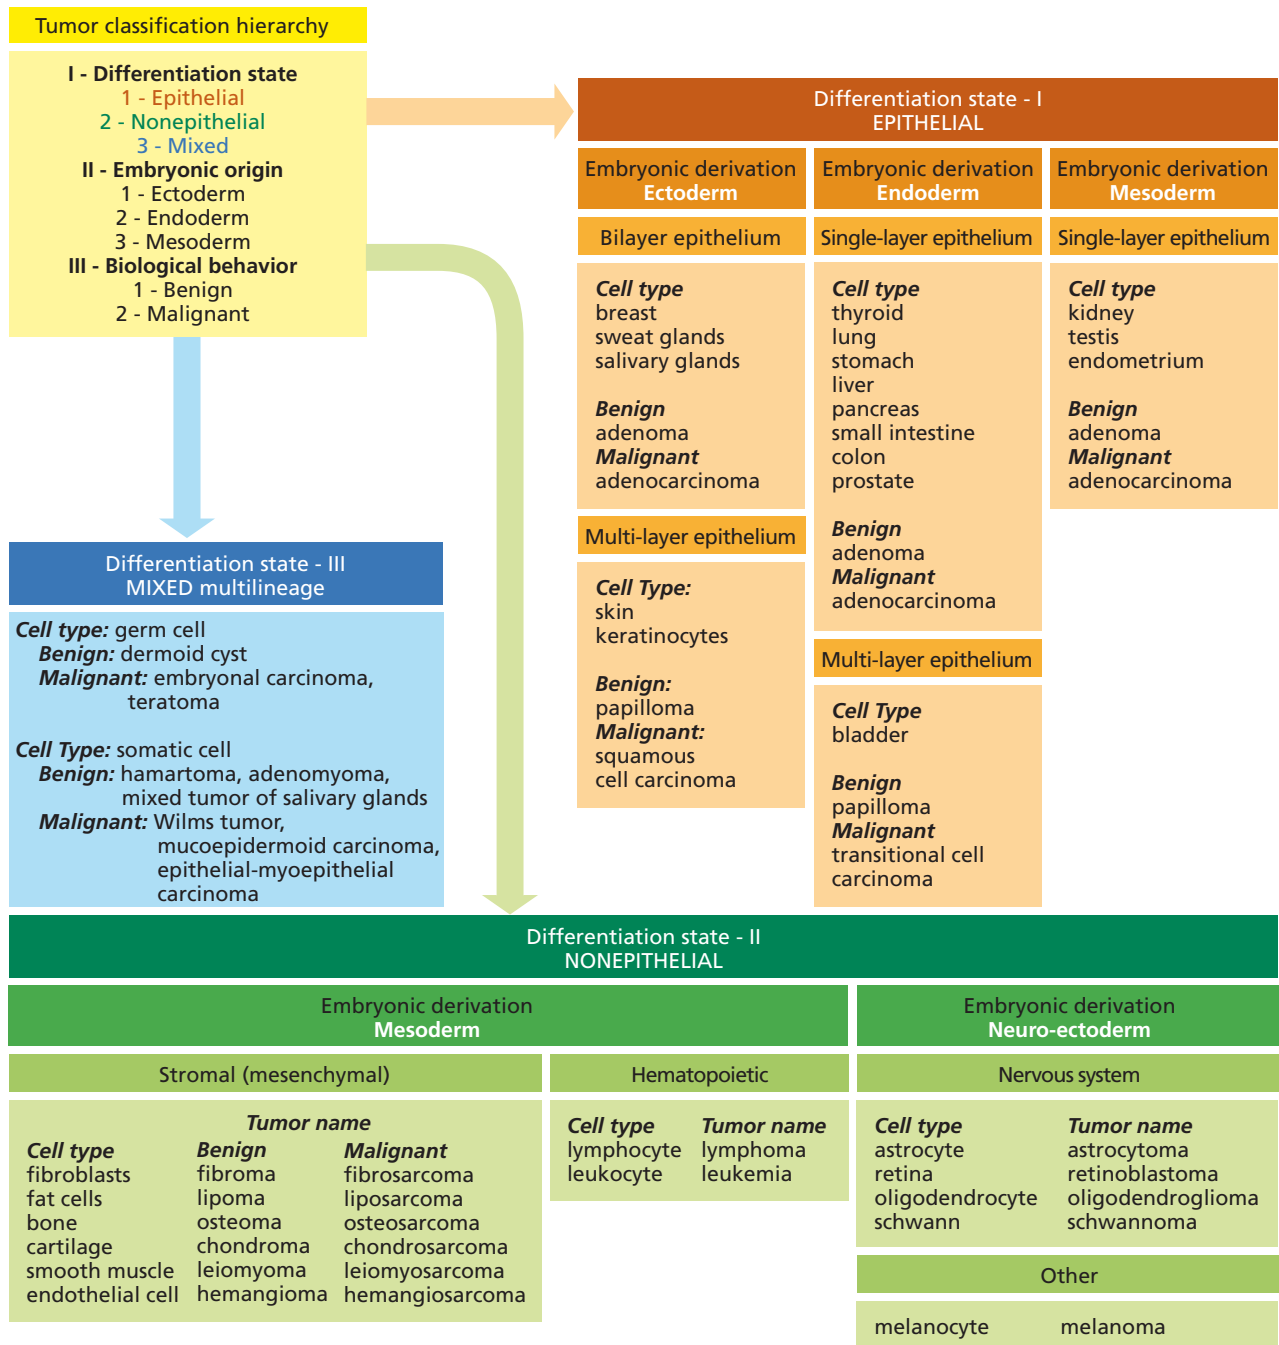 Tumor classification hierarchy
I - Differentiation state
1 - Epithelial
2 - Nonepithelial
3 - Mixed
II - Embryonic origin
1 - Ectoderm
2 - Endoderm
3 - Mesoderm
III - Biological behavior
1 - Benign
2 - Malignant
Differentiation state - I
EPITHELIAL
Embryonic derivation
Ectoderm
Bilayer epithelium
Cell type
breast
sweat glands
salivary glands
Benign
adenoma
Malignant
adenocarcinoma
Multi-layer epithelium
Cell Type:
skin
keratinocytes
Benign:
papilloma
Malignant:
squamous
cell carcinoma
Embryonic derivation
Endoderm
Single-layer epithelium
Cell type
thyroid
lung
stomach
liver
pancreas
small intestine
colon
prostate
Benign
adenoma
Malignant
adenocarcinoma
Multi-layer epithelium
Cell Type
bladder
Benign
papilloma
Malignant
transitional cell
carcinoma
Embryonic derivation
Mesoderm
Single-layer epithelium
Cell type
kidney
testis
endometrium
Benign
adenoma
Malignant
adenocarcinoma
Differentiation state - III
MIXED multilineage
Cell type: germ cell
Benign: dermoid cyst
Malignant: embryonal carcinoma,
teratoma
Cell Type: somatic cell
Benign: hamartoma, adenomyoma,
mixed tumor of salivary glands
Malignant: Wilms tumor,
mucoepidermoid carcinoma,
epithelial-myoepithelial
carcinoma
Differentiation state - II
NONEPITHELIAL
Embryonic derivation
Mesoderm
Stromal (mesenchymal)
Tumor name
Cell type Benign Malignant
fibroblasts fibroma fibrosarcoma
fat cells lipoma liposarcoma
bone osteoma osteosarcoma
cartilage chondroma chondrosarcoma
smooth muscle leiomyoma leiomyosarcoma
endothelial cell hemangioma hemangiosarcoma
Hematopoietic
Cell type Tumor name
lymphocyte lymphoma
leukocyte leukemia
Embryonic derivation
Neuro-ectoderm
Nervous system
Cell type Tumor name
astrocyte astrocytoma
retina retinoblastoma
oligodendrocyte oligodendroglioma
schwann schwannoma
Other
melanocyte melanoma